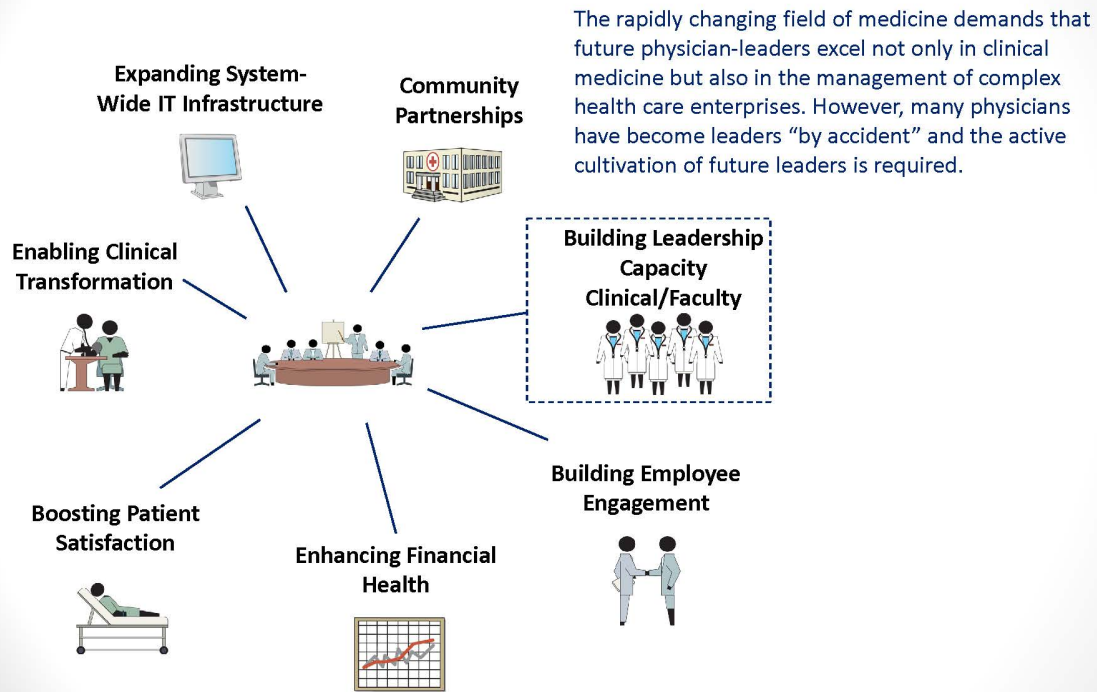 The rapidly changing field of medicine demands that
future physician-leaders excel not only in clinical
medicine but also in the management of complex
health care enterprises. However, many physicians
have become leaders “by accident” and the active
cultivation of future leaders is required.
Expanding System-
Wide IT Infrastructure
Community
Partnerships
Enabling Clinical
Transformation
Building Leadership
Capacity
Clinical/Faculty
Building Employee
Engagement
Boosting Patient
Satisfaction
Enhancing Financial
Health